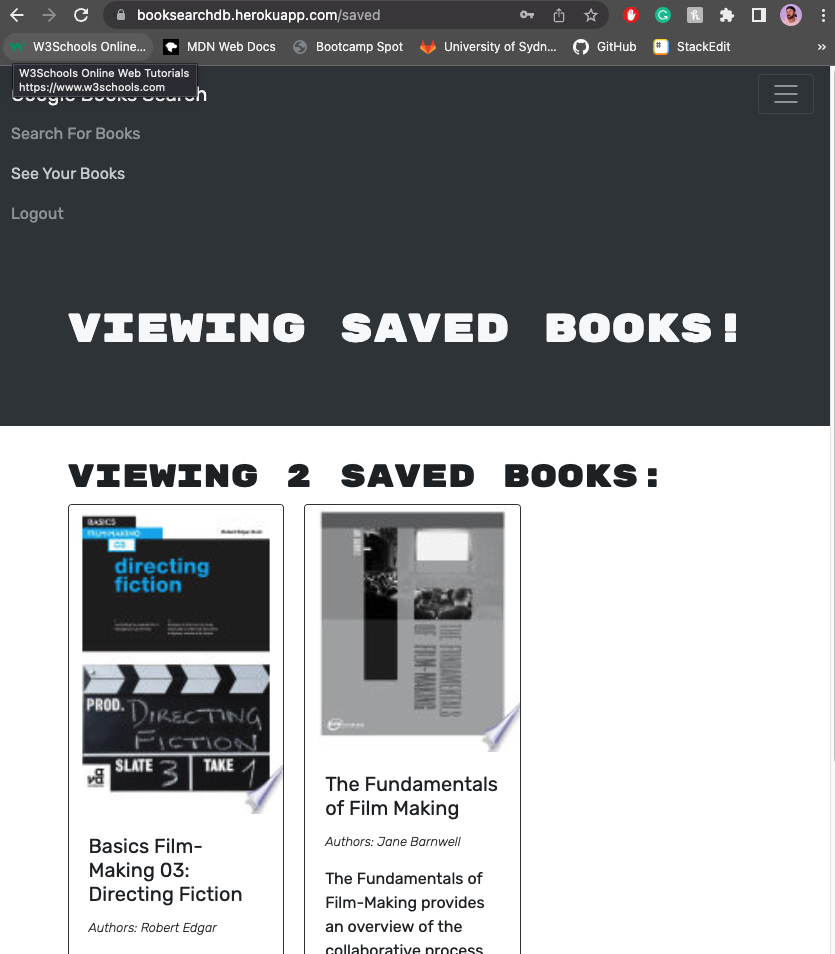 booksearchdb.herokuapp.com/saved
W3Schools Online... MDN Web Docs Bootcamp Spot University of Sydn... GitHub StackEdit »
W3Schools Online Web Tutorials
https://www.w3schools.com
Google Books Search
Search For Books
See Your Books
Logout
VIEWING SAVED BOOKS!
VIEWING 2 SAVED BOOKS:
BASICS
FILM-MAKING
03
directing
fiction
PROD. DIRECTING
FICTION
SLATE 3 TAKE 1
THE FUNDAMENTALS
OF FILM-MAKING
Basics Film-
Making 03:
Directing Fiction
Authors: Robert Edgar
The Fundamentals
of Film Making
Authors: Jane Barnwell
The Fundamentals of
Film-Making provides
an overview of the
collaborative process